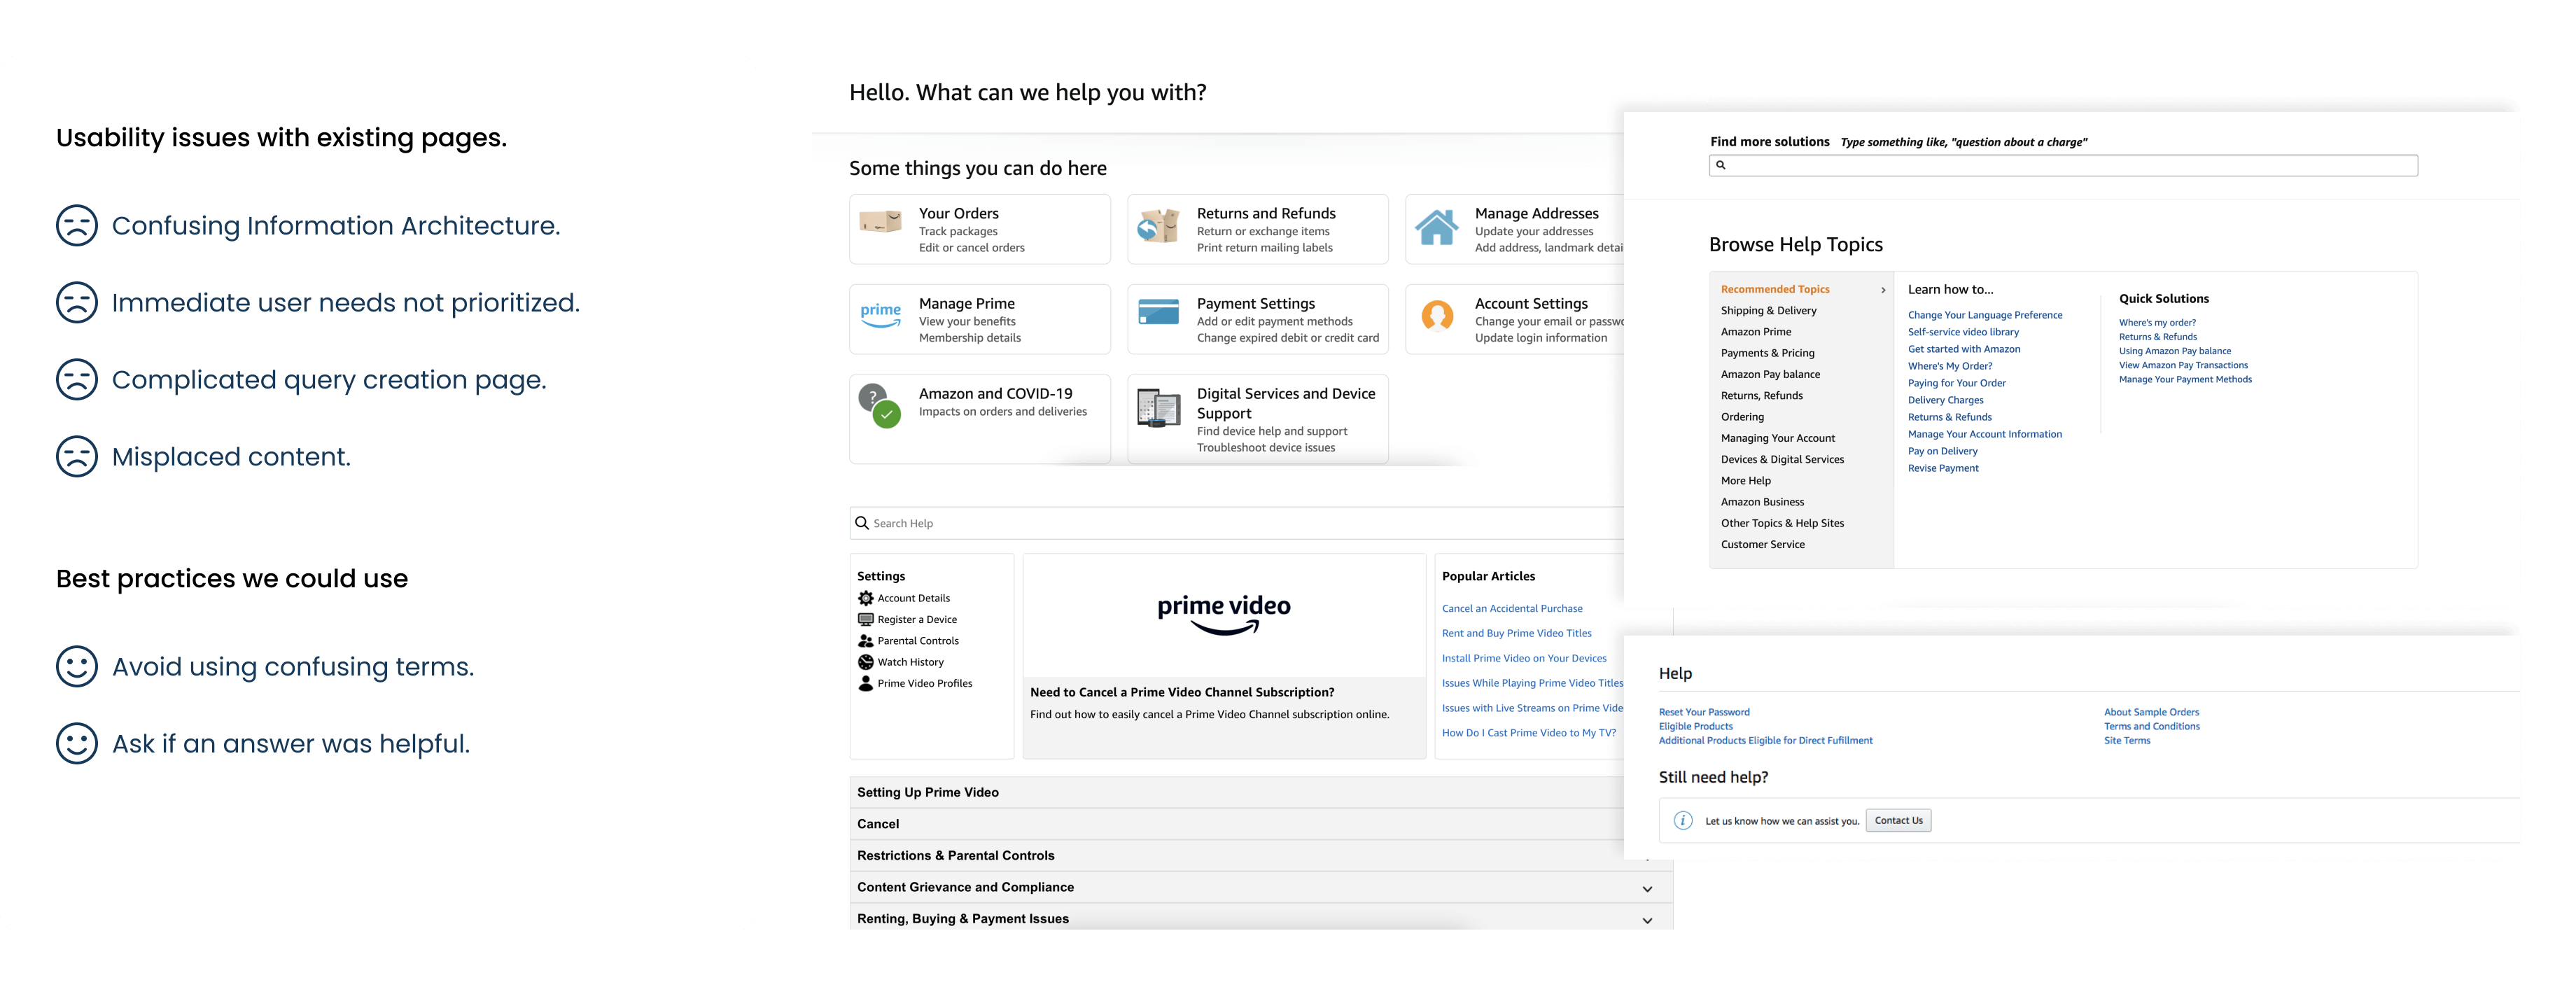 Usability issues with existing pages.
Confusing Information Architecture.
Immediate user needs not prioritized.
Complicated query creation page.
Misplaced content.
Best practices we could use
Avoid using confusing terms.
Ask if an answer was helpful.
Hello. What can we help you with?
Some things you can do here
Your Orders
Track packages
Edit or cancel orders
Returns and Refunds
Return or exchange items
Print return mailing labels
Manage Addresses
Update your addresses
Add address, landmark detai
prime
Manage Prime
View your benefits
Membership details
Payment Settings
Add or edit payment methods
Change expired debit or credit card
Account Settings
Change your email or passwo
Update login information
?
Amazon and COVID-19
Impacts on orders and deliveries
Digital Services and Device
Support
Find device help and support
Troubleshoot device issues
Search Help
Settings
Account Details
Register a Device
Parental Controls
Watch History
Prime Video Profiles
prime video
Need to Cancel a Prime Video Channel Subscription?
Find out how to easily cancel a Prime Video Channel subscription online.
Popular Articles
Cancel an Accidental Purchase
Rent and Buy Prime Video Titles
Install Prime Video on Your Devices
Issues While Playing Prime Video Titles
Issues with Live Streams on Prime Vide
How Do I Cast Prime Video to My TV?
Setting Up Prime Video
Cancel
Restrictions & Parental Controls
Content Grievance and Compliance
Renting, Buying & Payment Issues
Find more solutions Type something like, "question about a charge"
Browse Help Topics
Recommended Topics
Shipping & Delivery
Amazon Prime
Payments & Pricing
Amazon Pay balance
Returns, Refunds
Ordering
Managing Your Account
Devices & Digital Services
More Help
Amazon Business
Other Topics & Help Sites
Customer Service
Learn how to...
Change Your Language Preference
Self-service video library
Get started with Amazon
Where's My Order?
Paying for Your Order
Delivery Charges
Returns & Refunds
Manage Your Account Information
Pay on Delivery
Revise Payment
Quick Solutions
Where's my order?
Returns & Refunds
Using Amazon Pay balance
View Amazon Pay Transactions
Manage Your Payment Methods
Help
Reset Your Password
Eligible Products
Additional Products Eligible for Direct Fufillment
About Sample Orders
Terms and Conditions
Site Terms
Still need help?
i
Let us know how we can assist you. Contact Us